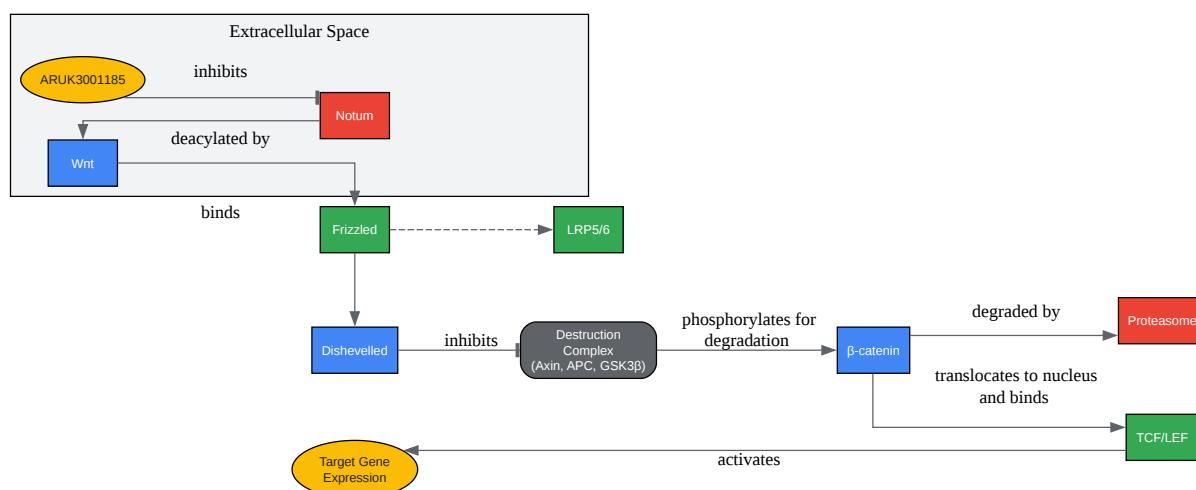 Extracellular Space
ARUK3001185
inhibits
Notum
deacylated by
Wnt
binds
Frizzled
LRP5/6
Dishevelled
inhibits
Destruction
Complex
(Axin, APC, GSK3β)
phosphorylates for
degradation
β-catenin
degraded by
Proteasome
translocates to nucleus
and binds
TCF/LEF
activates
Target Gene
Expression